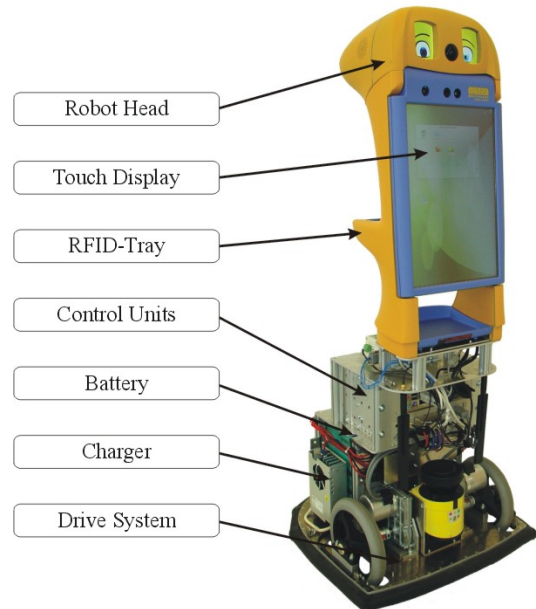 Robot Head
Touch Display
RFID-Tray
Control Units
Battery
Charger
Drive System